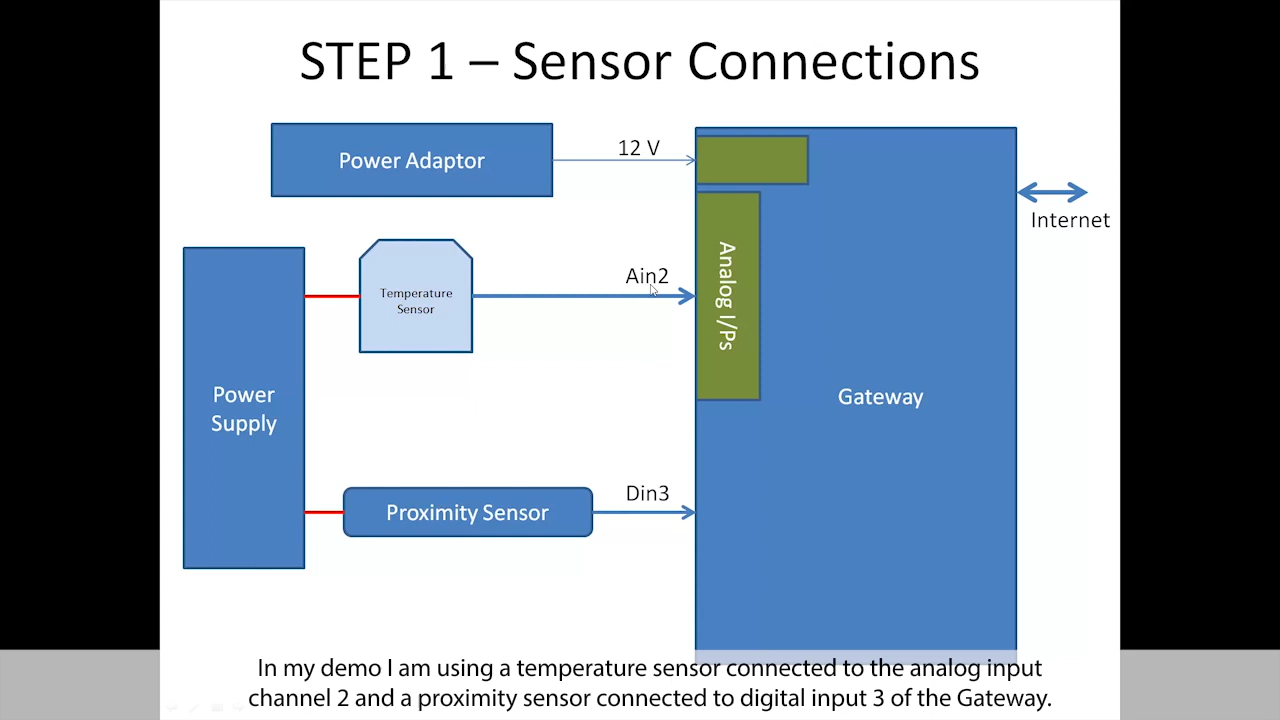 STEP 1 – Sensor Connections
Power Adaptor
12 V
Internet
Temperature
Sensor
Ain2
Analog I/Ps
Power
Supply
Gateway
Proximity Sensor
Din3
In my demo I am using a temperature sensor connected to the analog input
channel 2 and a proximity sensor connected to digital input 3 of the Gateway.